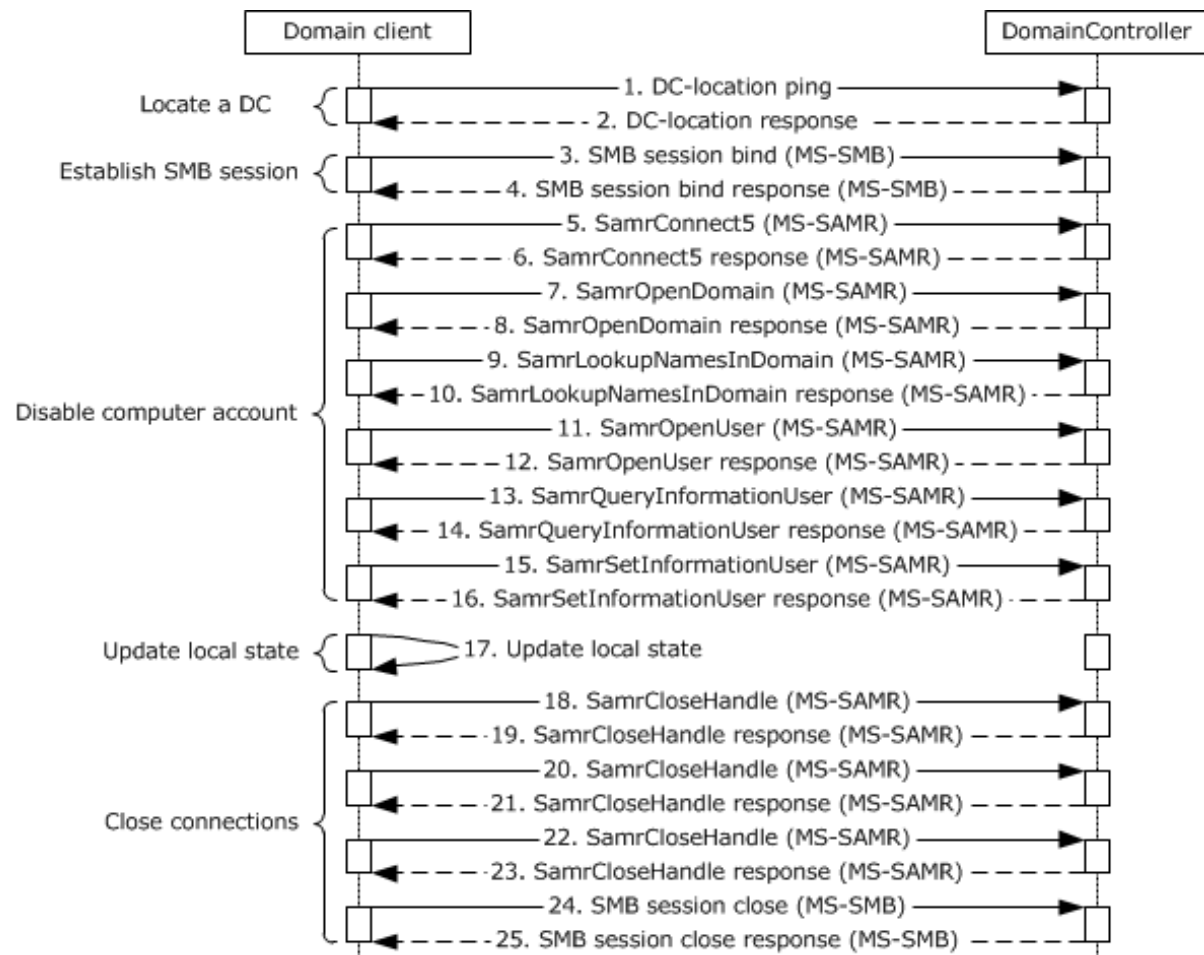 Domain client
DomainController
Locate a DC
1. DC-location ping
2. DC-location response
Establish SMB session
3. SMB session bind (MS-SMB)
4. SMB session bind response (MS-SMB)
Disable computer account
5. SamrConnect5 (MS-SAMR)
6. SamrConnect5 response (MS-SAMR)
7. SamrOpenDomain (MS-SAMR)
8. SamrOpenDomain response (MS-SAMR)
9. SamrLookupNamesInDomain (MS-SAMR)
10. SamrLookupNamesInDomain response (MS-SAMR)
11. SamrOpenUser (MS-SAMR)
12. SamrOpenUser response (MS-SAMR)
13. SamrQueryInformationUser (MS-SAMR)
14. SamrQueryInformationUser response (MS-SAMR)
15. SamrSetInformationUser (MS-SAMR)
16. SamrSetInformationUser response (MS-SAMR)
Update local state
17. Update local state
Close connections
18. SamrCloseHandle (MS-SAMR)
19. SamrCloseHandle response (MS-SAMR)
20. SamrCloseHandle (MS-SAMR)
21. SamrCloseHandle response (MS-SAMR)
22. SamrCloseHandle (MS-SAMR)
23. SamrCloseHandle response (MS-SAMR)
24. SMB session close (MS-SMB)
25. SMB session close response (MS-SMB)